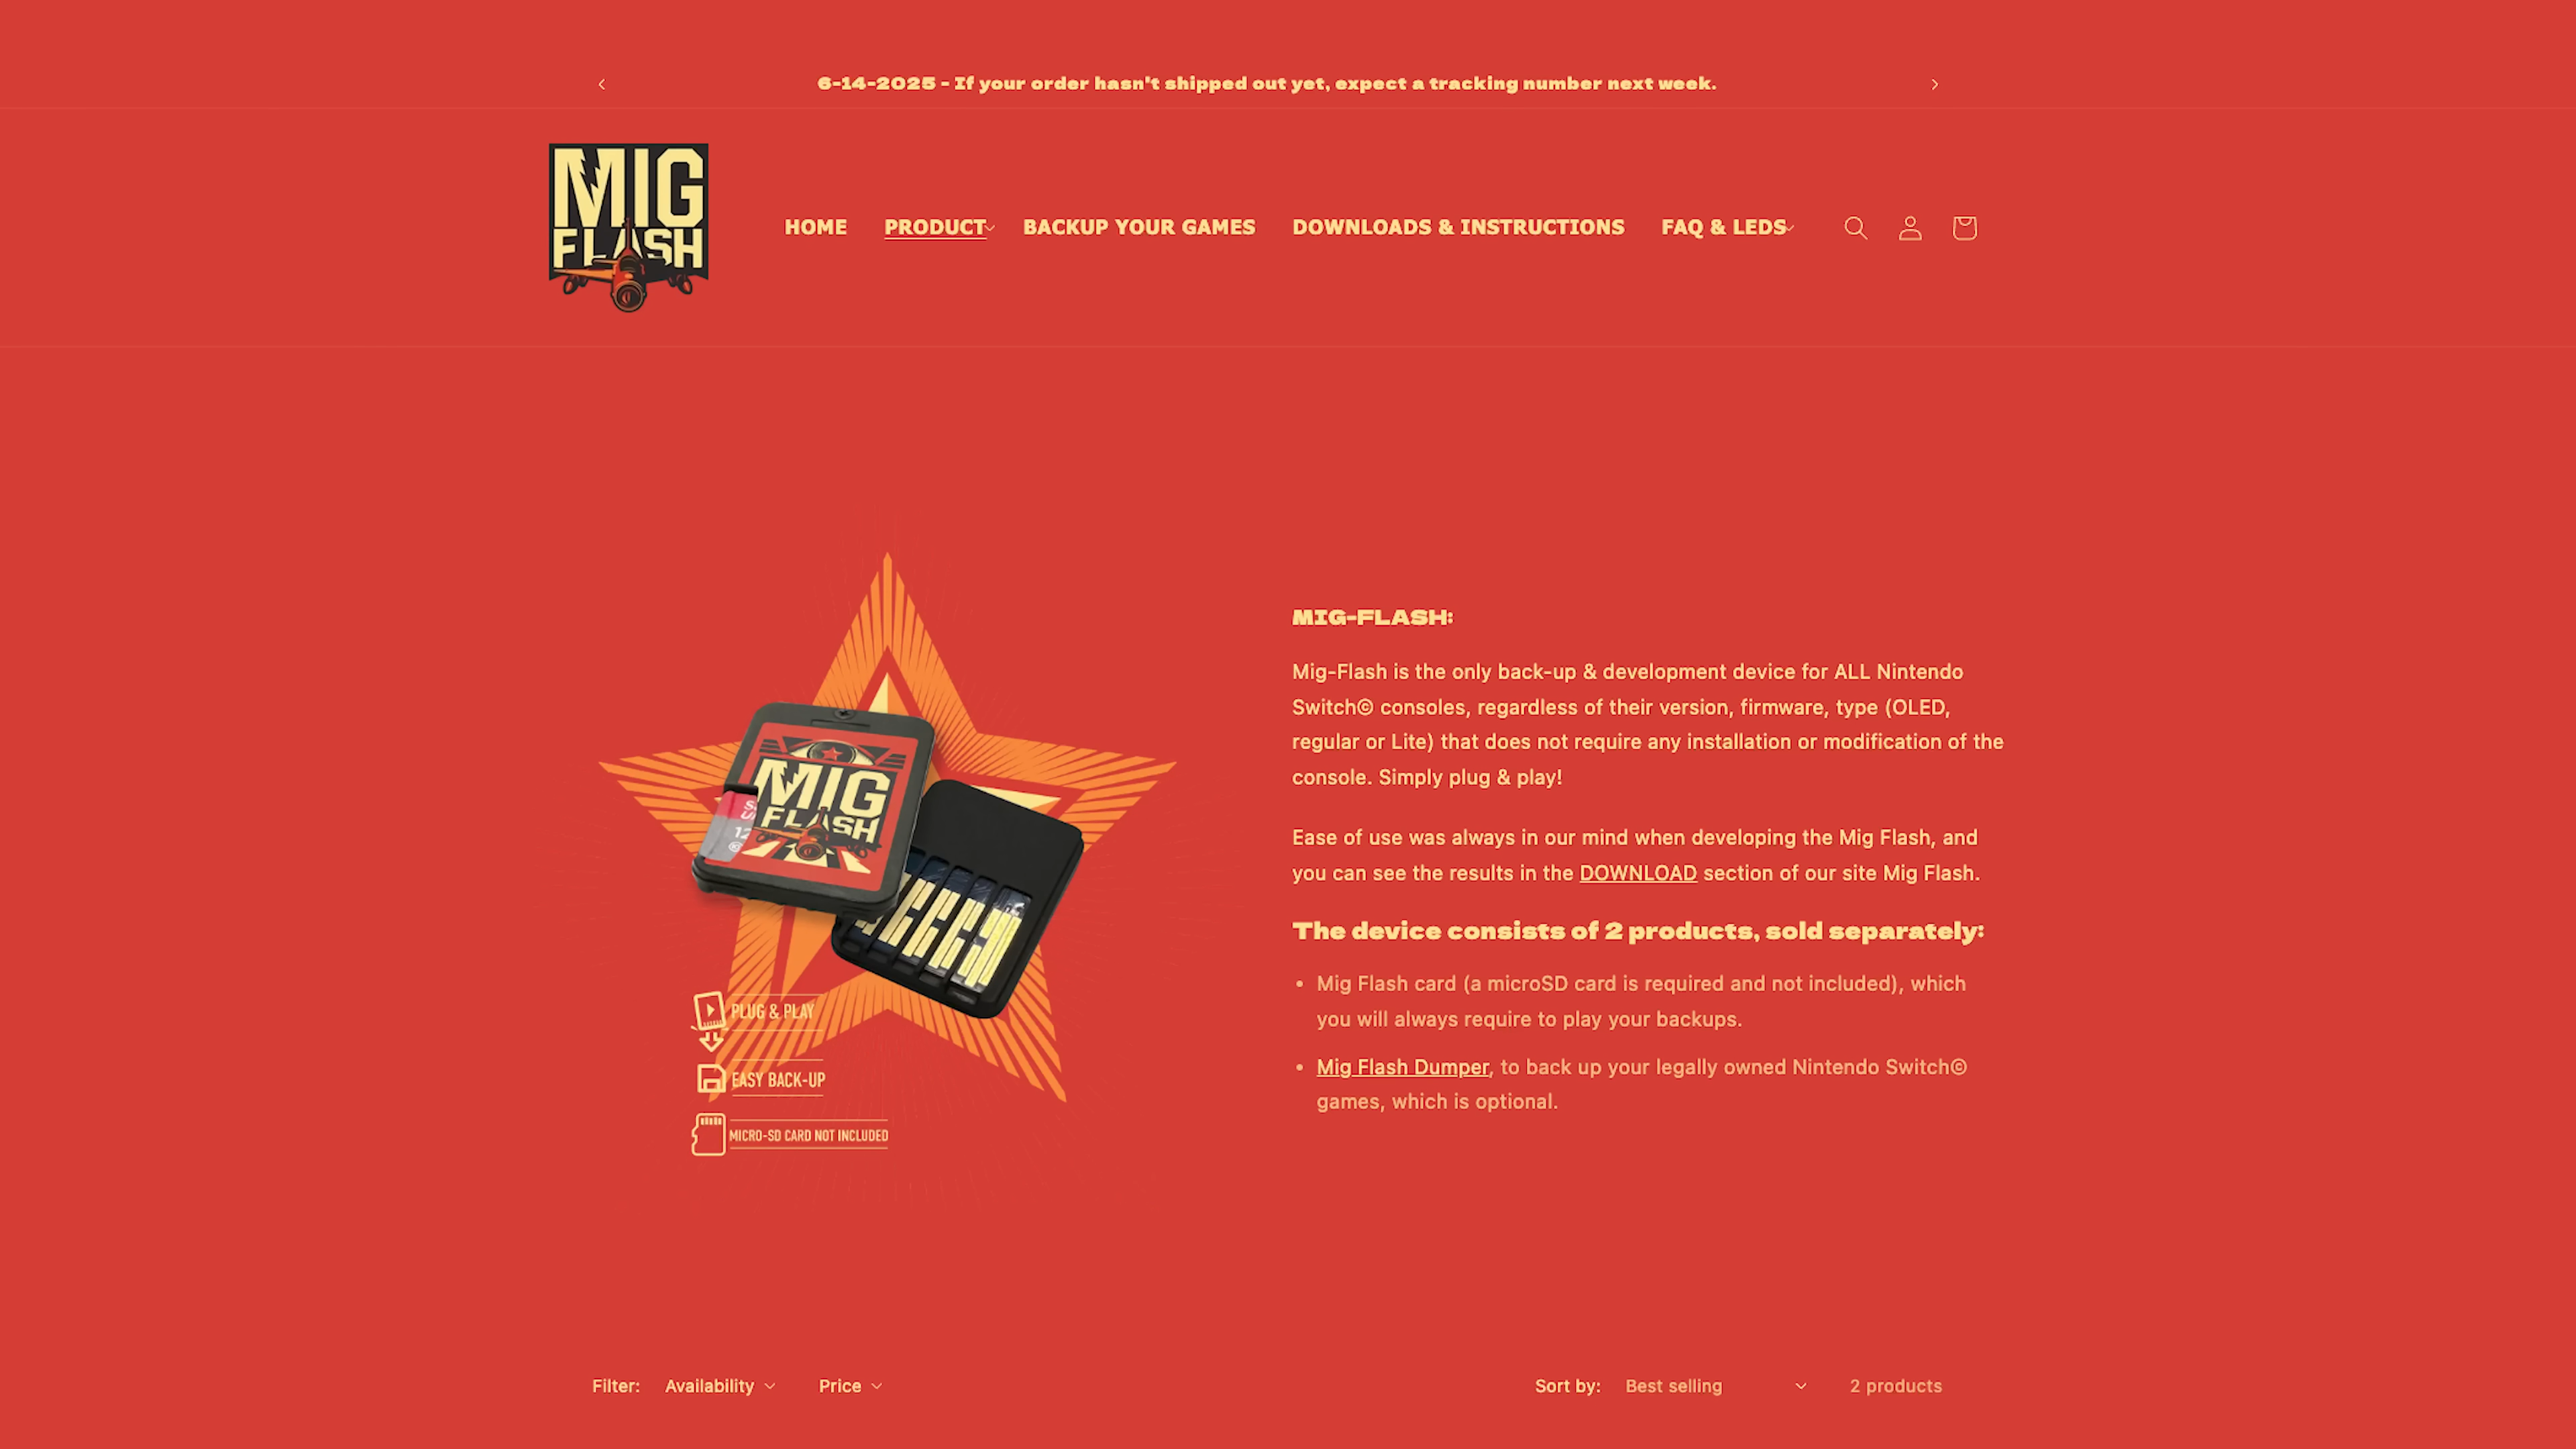 6-14-2025 - If your order hasn't shipped out yet, expect a tracking number next week.
MIG
FLASH
HOME
PRODUCT
BACKUP YOUR GAMES
DOWNLOADS & INSTRUCTIONS
FAQ & LEDS
MIG
FLASH
PLUG & PLAY
EASY BACK-UP
MICRO-SD CARD NOT INCLUDED
MIG-FLASH:
Mig-Flash is the only back-up & development device for ALL Nintendo
Switch© consoles, regardless of their version, firmware, type (OLED,
regular or Lite) that does not require any installation or modification of the
console. Simply plug & play!
Ease of use was always in our mind when developing the Mig Flash, and
you can see the results in the DOWNLOAD section of our site Mig Flash.
The device consists of 2 products, sold separately:
• Mig Flash card (a microSD card is required and not included), which
you will always require to play your backups.
• Mig Flash Dumper, to back up your legally owned Nintendo Switch©
games, which is optional.
Filter:
Availability
Price
Sort by:
Best selling
2 products